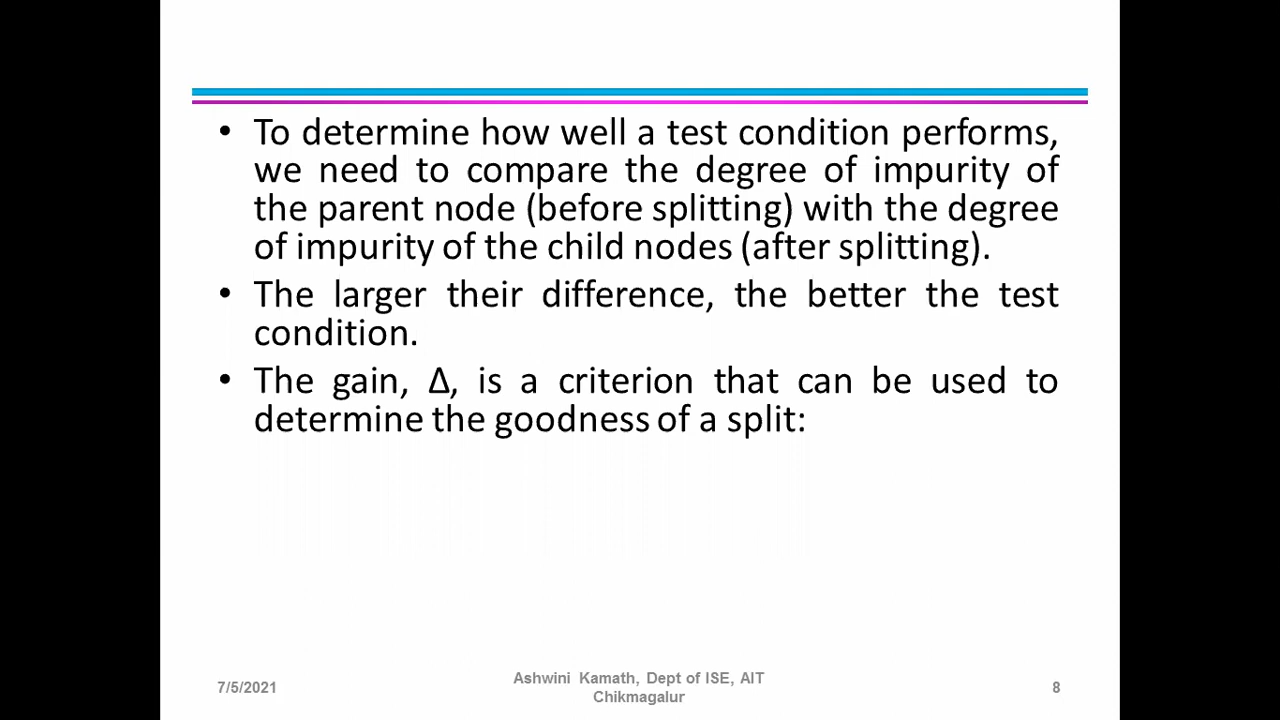 • To determine how well a test condition performs,
we need to compare the degree of impurity of
the parent node (before splitting) with the degree
of impurity of the child nodes (after splitting).
• The larger their difference, the better the test
condition.
• The gain, Δ, is a criterion that can be used to
determine the goodness of a split:
7/5/2021
Ashwini Kamath, Dept of ISE, AIT
Chikmagalur
8